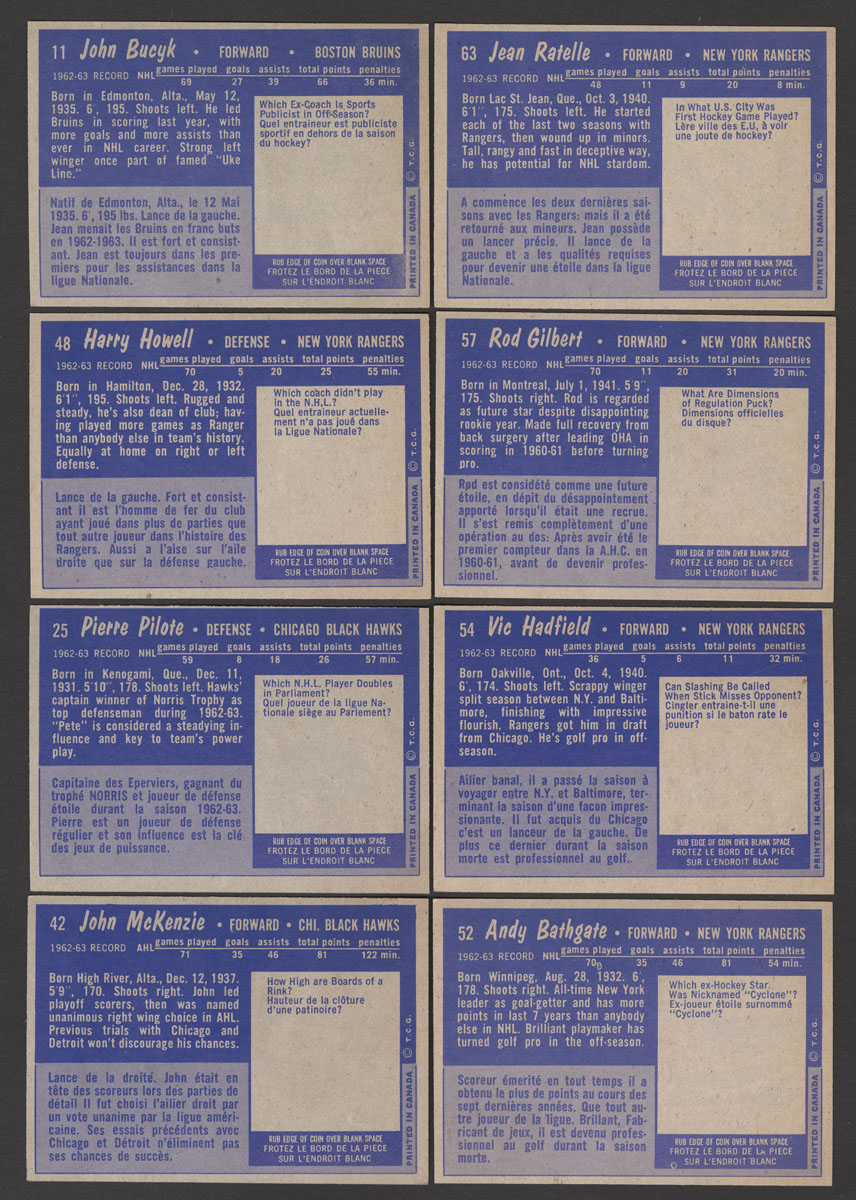 11 John Bucyk • FORWARD • BOSTON BRUINS
1962-63 RECORD NHL games played goals assists total points penalties
69 27 39 66 36 min.
Born in Edmonton, Alta., May 12,
1935. 6', 195. Shoots left. He led
Bruins in scoring last year, with
more goals and more assists than
ever in NHL career. Strong left
winger once part of famed "Uke
Line."
Which Ex-Coach Is Sports
Publicist in Off-Season?
Quel entraineur est publiciste
sportif en dehors de la saison
du hockey?
Natif de Edmonton, Alta., le 12 Mai
1935. 6', 195 lbs. Lance de la gauche.
Jean menait les Bruins en franc buts
en 1962-1963. Il est fort et consist-
ant. Jean est toujours dans les pre-
miers pour les assistances dans la
ligue Nationale.
RUB EDGE OF COIN OVER BLANK SPACE
FROTEZ LE BORD DE LA PIECE
SUR L'ENDROIT BLANC
PRINTED IN CANADA © T.C.G.
63 Jean Ratelle • FORWARD • NEW YORK RANGERS
1962-63 RECORD NHL games played goals assists total points penalties
48 11 9 20 8 min.
Born Lac St. Jean, Que., Oct. 3, 1940.
6'1", 175. Shoots left. He started
each of the last two seasons with
Rangers, then wound up in minors.
Tall, rangy and fast in deceptive way,
he has potential for NHL stardom.
In What U.S. City Was
First Hockey Game Played?
Lère ville des E.U, à voir
une joute de hockey?
A commence les deux dernières sai-
sons avec les Rangers: mais il a été
retourné aux mineurs. Jean possède
un lancer précis. Il lance de la
gauche et a les qualités requises
pour devenir une étoile dans la ligue
Nationale.
RUB EDGE OF COIN OVER BLANK SPACE
FROTEZ LE BORD DE LA PIECE
SUR L'ENDROIT BLANC
PRINTED IN CANADA © T.C.G.
48 Harry Howell • DEFENSE • NEW YORK RANGERS
1962-63 RECORD NHL games played goals assists total points penalties
70 5 20 25 55 min.
Born in Hamilton, Dec. 28, 1932.
6'1", 195. Shoots left. Rugged and
steady, he's also dean of club; hav-
ing played more games as Ranger
than anybody else in team's history.
Equally at home on right or left
defense.
Which coach didn't play
in the N.H.L.?
Quel entraineur actuelle-
ment n'a pas joué dans
la Ligue Nationale?
Lance de la gauche. Fort et consist-
ant il est l'homme de fer du club
ayant joué dans plus de parties que
tout autre joueur dans l'histoire des
Rangers. Aussi a l'aise sur l'aile
droite que sur la défense gauche.
RUB EDGE OF COIN OVER BLANK SPACE
FROTEZ LE BORD DE LA PIECE
SUR L'ENDROIT BLANC
PRINTED IN CANADA © T.C.G.
57 Rod Gilbert • FORWARD • NEW YORK RANGERS
1962-63 RECORD NHL games played goals assists total points penalties
70 11 20 31 20 min.
Born in Montreal, July 1, 1941. 5'9",
175. Shoots right. Rod is regarded
as future star despite disappointing
rookie year. Made full recovery from
back surgery after leading OHA in
scoring in 1960-61 before turning
pro.
What Are Dimensions
of Regulation Puck?
Dimensions officielles
du disque?
Rod est considété comme une future
étoile, en dépit du désappointement
apporté lorsqu'il était une recrue.
Il s'est remis complètement d'une
opération au dos: Après avoir été le
premier compteur dans la A.H.C. en
1960-61, avant de devenir profes-
sionnel.
RUB EDGE OF COIN OVER BLANK SPACE
FROTEZ LE BORD DE LA PIECE
SUR L'ENDROIT BLANC
PRINTED IN CANADA © T.C.G.
25 Pierre Pilote • DEFENSE • CHICAGO BLACK HAWKS
1962-63 RECORD NHL games played goals assists total points penalties
59 8 18 26 57 min.
Born in Kenogami, Que., Dec. 11,
1931. 5'10", 178. Shoots left. Hawks'
captain winner of Norris Trophy as
top defenseman during 1962-63.
"Pete" is considered a steadying in-
fluence and key to team's power
play.
Which N.H.L. Player Doubles
in Parliament?
Quel joueur de la ligue Na-
tionale siège au Parlement?
Capitaine des Eperviers, gagnant du
trophé NORRIS et joueur de défense
étoile durant la saison 1962-63.
Pierre est un joueur de défense
régulier et son influence est la clé
des jeux de puissance.
RUB EDGE OF COIN OVER BLANK SPACE
FROTEZ LE BORD DE LA PIECE
SUR L'ENDROIT BLANC
PRINTED IN CANADA © T.C.G.
54 Vic Hadfield • FORWARD • NEW YORK RANGERS
1962-63 RECORD NHL games played goals assists total points penalties
36 5 6 11 32 min.
Born Oakville, Ont., Oct. 4, 1940.
6', 174. Shoots left. Scrappy winger
split season between N.Y. and Balti-
more, finishing with impressive
flourish. Rangers got him in draft
from Chicago. He's golf pro in off-
season.
Can Slashing Be Called
When Stick Misses Opponent?
Cingler entraine-t-il une
punition si le baton rate le
joueur?
Ailier banal, il a passé la saison à
voyager entre N.Y. et Baltimore, ter-
minant la saison d'une facon impres-
sionante. Il fut acquis du Chicago
c'est un lanceur de la gauche. De
plus ce dernier durant la saison
morte est professionnel au golf.
RUB EDGE OF COIN OVER BLANK SPACE
FROTEZ LE BORD DE LA PIECE
SUR L'ENDROIT BLANC
PRINTED IN CANADA © T.C.G.
42 John McKenzie • FORWARD • CHI. BLACK HAWKS
1962-63 RECORD AHL games played goals assists total points penalties
71 35 46 81 122 min.
Born High River, Alta., Dec. 12, 1937.
5'9", 170. Shoots right. John led
playoff scorers, then was named
unanimous right wing choice in AHL.
Previous trials with Chicago and
Detroit won't discourage his chances.
How High are Boards of a
Rink?
Hauteur de la clôture
d'une patinoire?
Lance de la droite. John était en
tête des scoreurs lors des parties de
détail Il fut choisi l'ailier droit par
un vote unanime par la ligue améri-
caine. Ses essais précédents avec
Chicago et Détroit n'éliminent pas
ses chances de succès.
RUB EDGE OF COIN OVER BLANK SPACE
FROTEZ LE BORD DE LA PIECE
SUR L'ENDROIT BLANC
PRINTED IN CANADA © T.C.G.
52 Andy Bathgate • FORWARD • NEW YORK RANGERS
1962-63 RECORD NHL games played goals assists total points penalties
70 35 46 81 54 min.
Born Winnipeg, Aug. 28, 1932. 6',
178. Shoots right. All-time New York
leader as goal-getter and has more
points in last 7 years than anybody
else in NHL. Brilliant playmaker has
turned golf pro in the off-season.
Which ex-Hockey Star.
Was Nicknamed "Cyclone"?
Ex-joueur étoile surnommé
"Cyclone"?
Scoreur émérité en tout temps il a
obtenu le plus de points au cours des
sept dernières années. Que tout au-
tre joueur de la ligue. Brillant, Fab-
ricant de jeux, il est devenu profes-
sionnel au golf durant la saison
morte.
RUB EDGE OF COIN OVER BLANK SPACE
FROTEZ LE BORD DE LA PIECE
SUR L'ENDROIT BLANC
PRINTED IN CANADA © T.C.G.